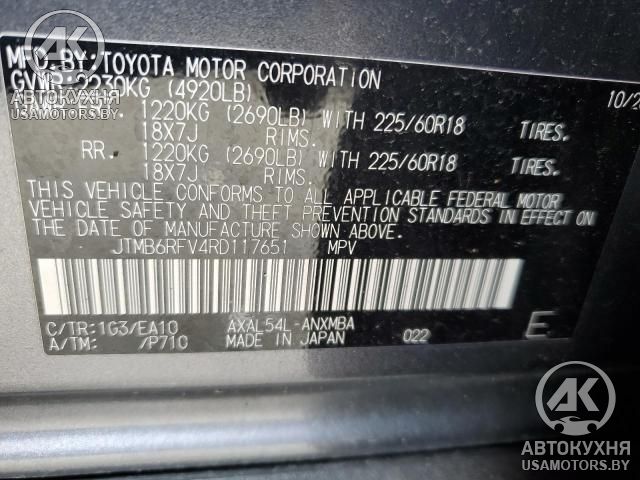 АВТОКУХНЯ
USAMOTORS.BY
MFD. BY: TOYOTA MOTOR CORPORATION 10/2
GVWR: 2230KG (4920LB)
1220KG (2690LB) WITH 225/60R18 TIRES.
18X7J RIMS.
RR. 1220KG (2690LB) WITH 225/60R18 TIRES.
18X7J RIMS.
THIS VEHICLE CONFORMS TO ALL APPLICABLE FEDERAL MOTOR
VEHICLE SAFETY AND THEFT PREVENTION STANDARDS IN EFFECT ON
THE DATE OF MANUFACTURE SHOWN ABOVE.
JTMB6RFV4RD117651 MPV
C/TR:1G3/EA10 AXAL54L-ANXMBA
A/TM: /P710 MADE IN JAPAN 022 E
AK
АВТОКУХНЯ
USAMOTORS.BY